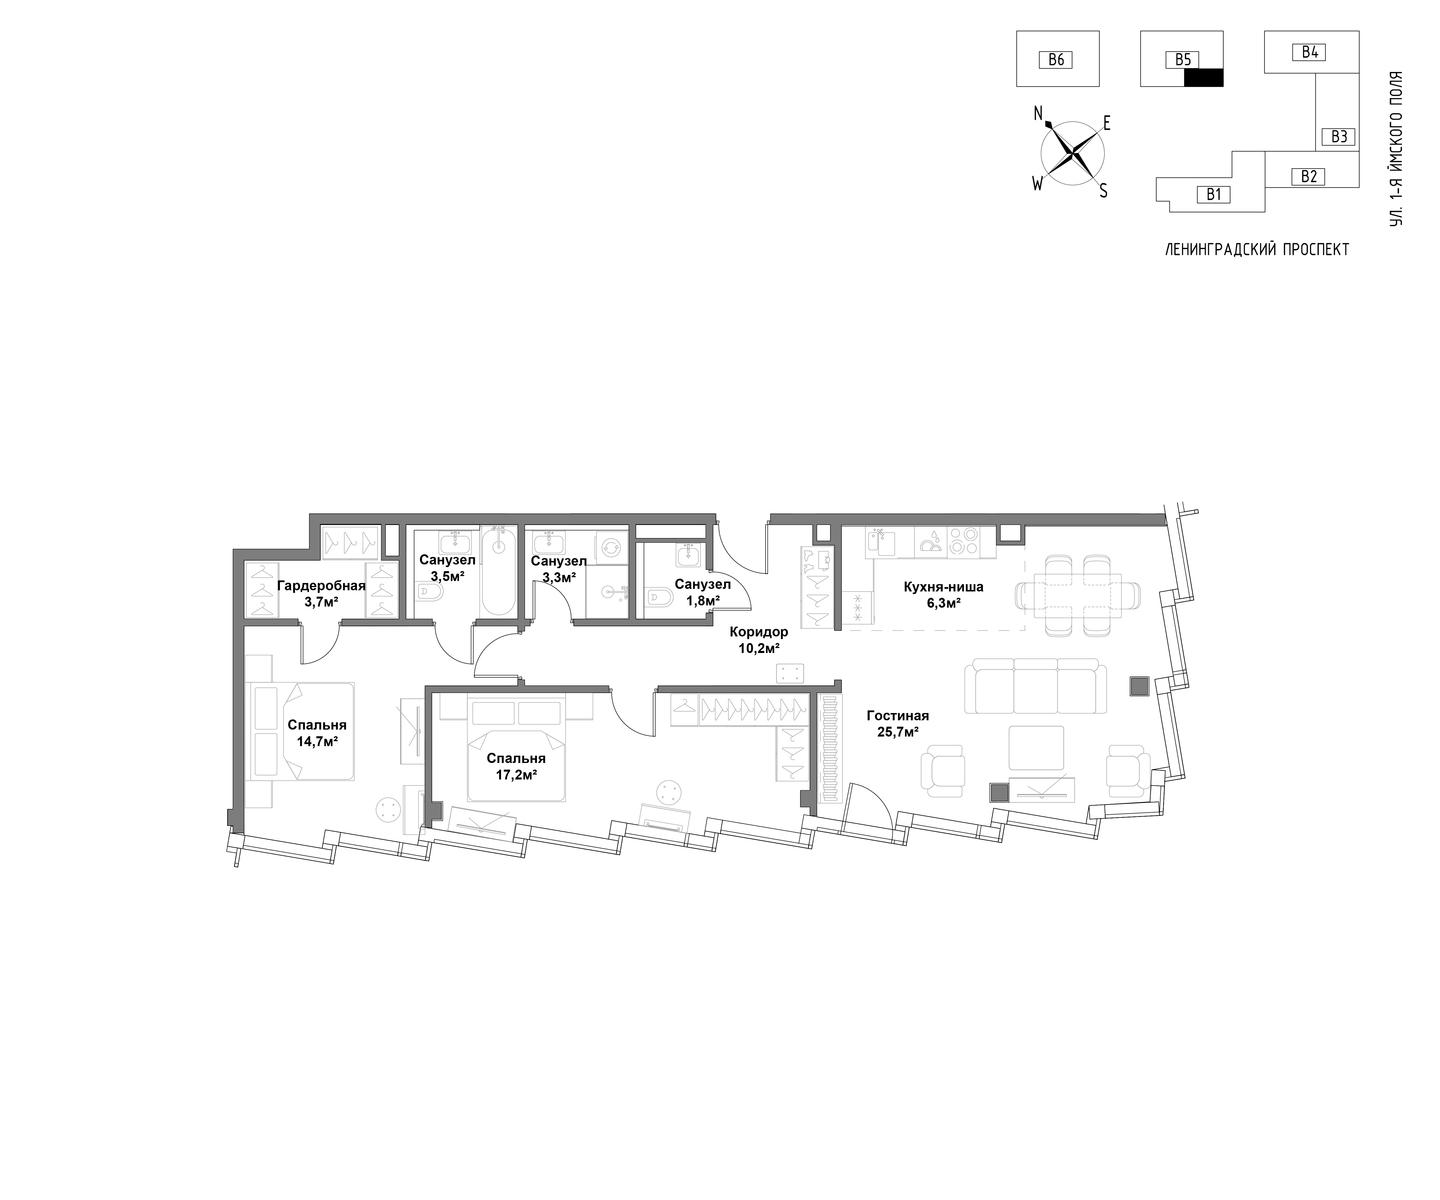 B6
B5
B4
B3
B2
B1
N
E
W
S
УЛ. 1-Я ЙМСКОГО ПОЛЯ
ЛЕНИНГРАДСКИЙ ПРОСПЕКТ
Гардеробная
3,7м²
Санузел
3,5м²
Санузел
3,3м²
Санузел
1,8м²
Кухня-ниша
6,3м²
Коридор
10,2м²
Спальня
14,7м²
Спальня
17,2м²
Гостиная
25,7м²